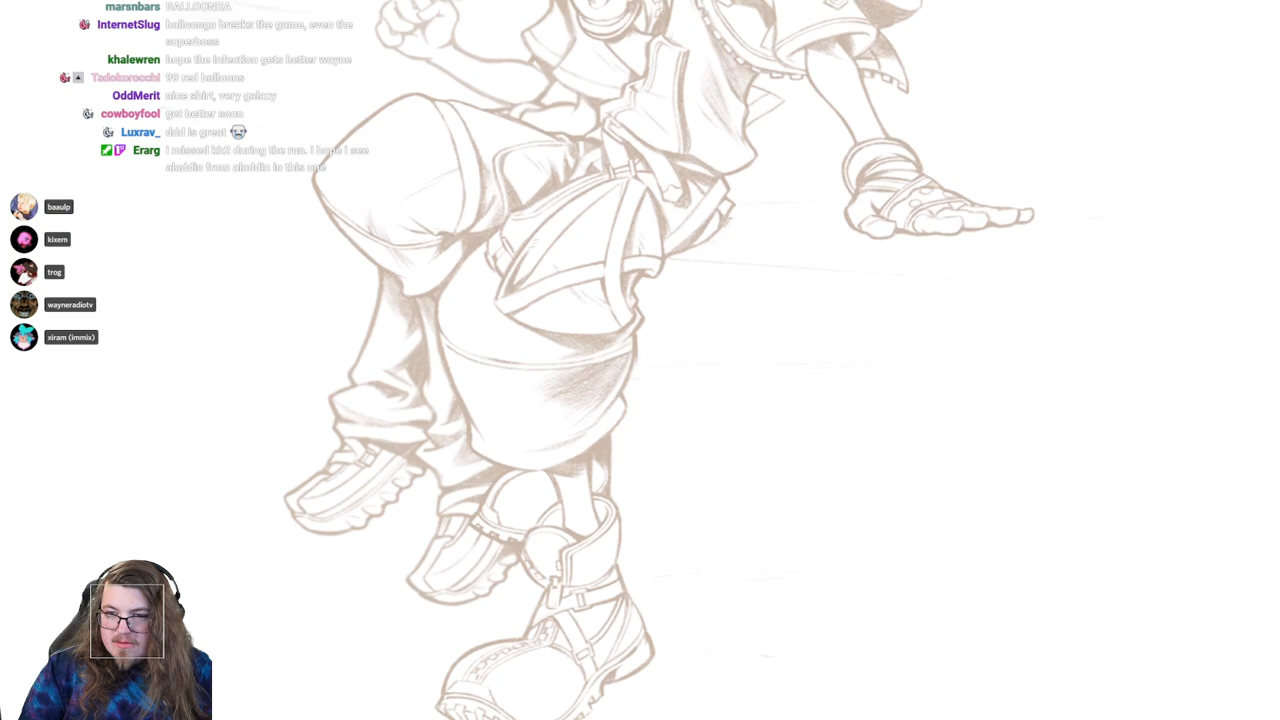 marsnbars BALLOONRA
InternetSlug balloonga breaks the game, even the
superboss
khalewren hope the infection gets better wayne
Tadokorocchi 99 red balloons
OddMerit nice shirt, very galaxy
cowboyfool get better soon
Luxrav_ ddd is great
Erarg i missed kh2 during the run. i hope i see
aladdin from aladdin in this one
baaulp
kixem
trog
wayneradiotv
xiram (immix)